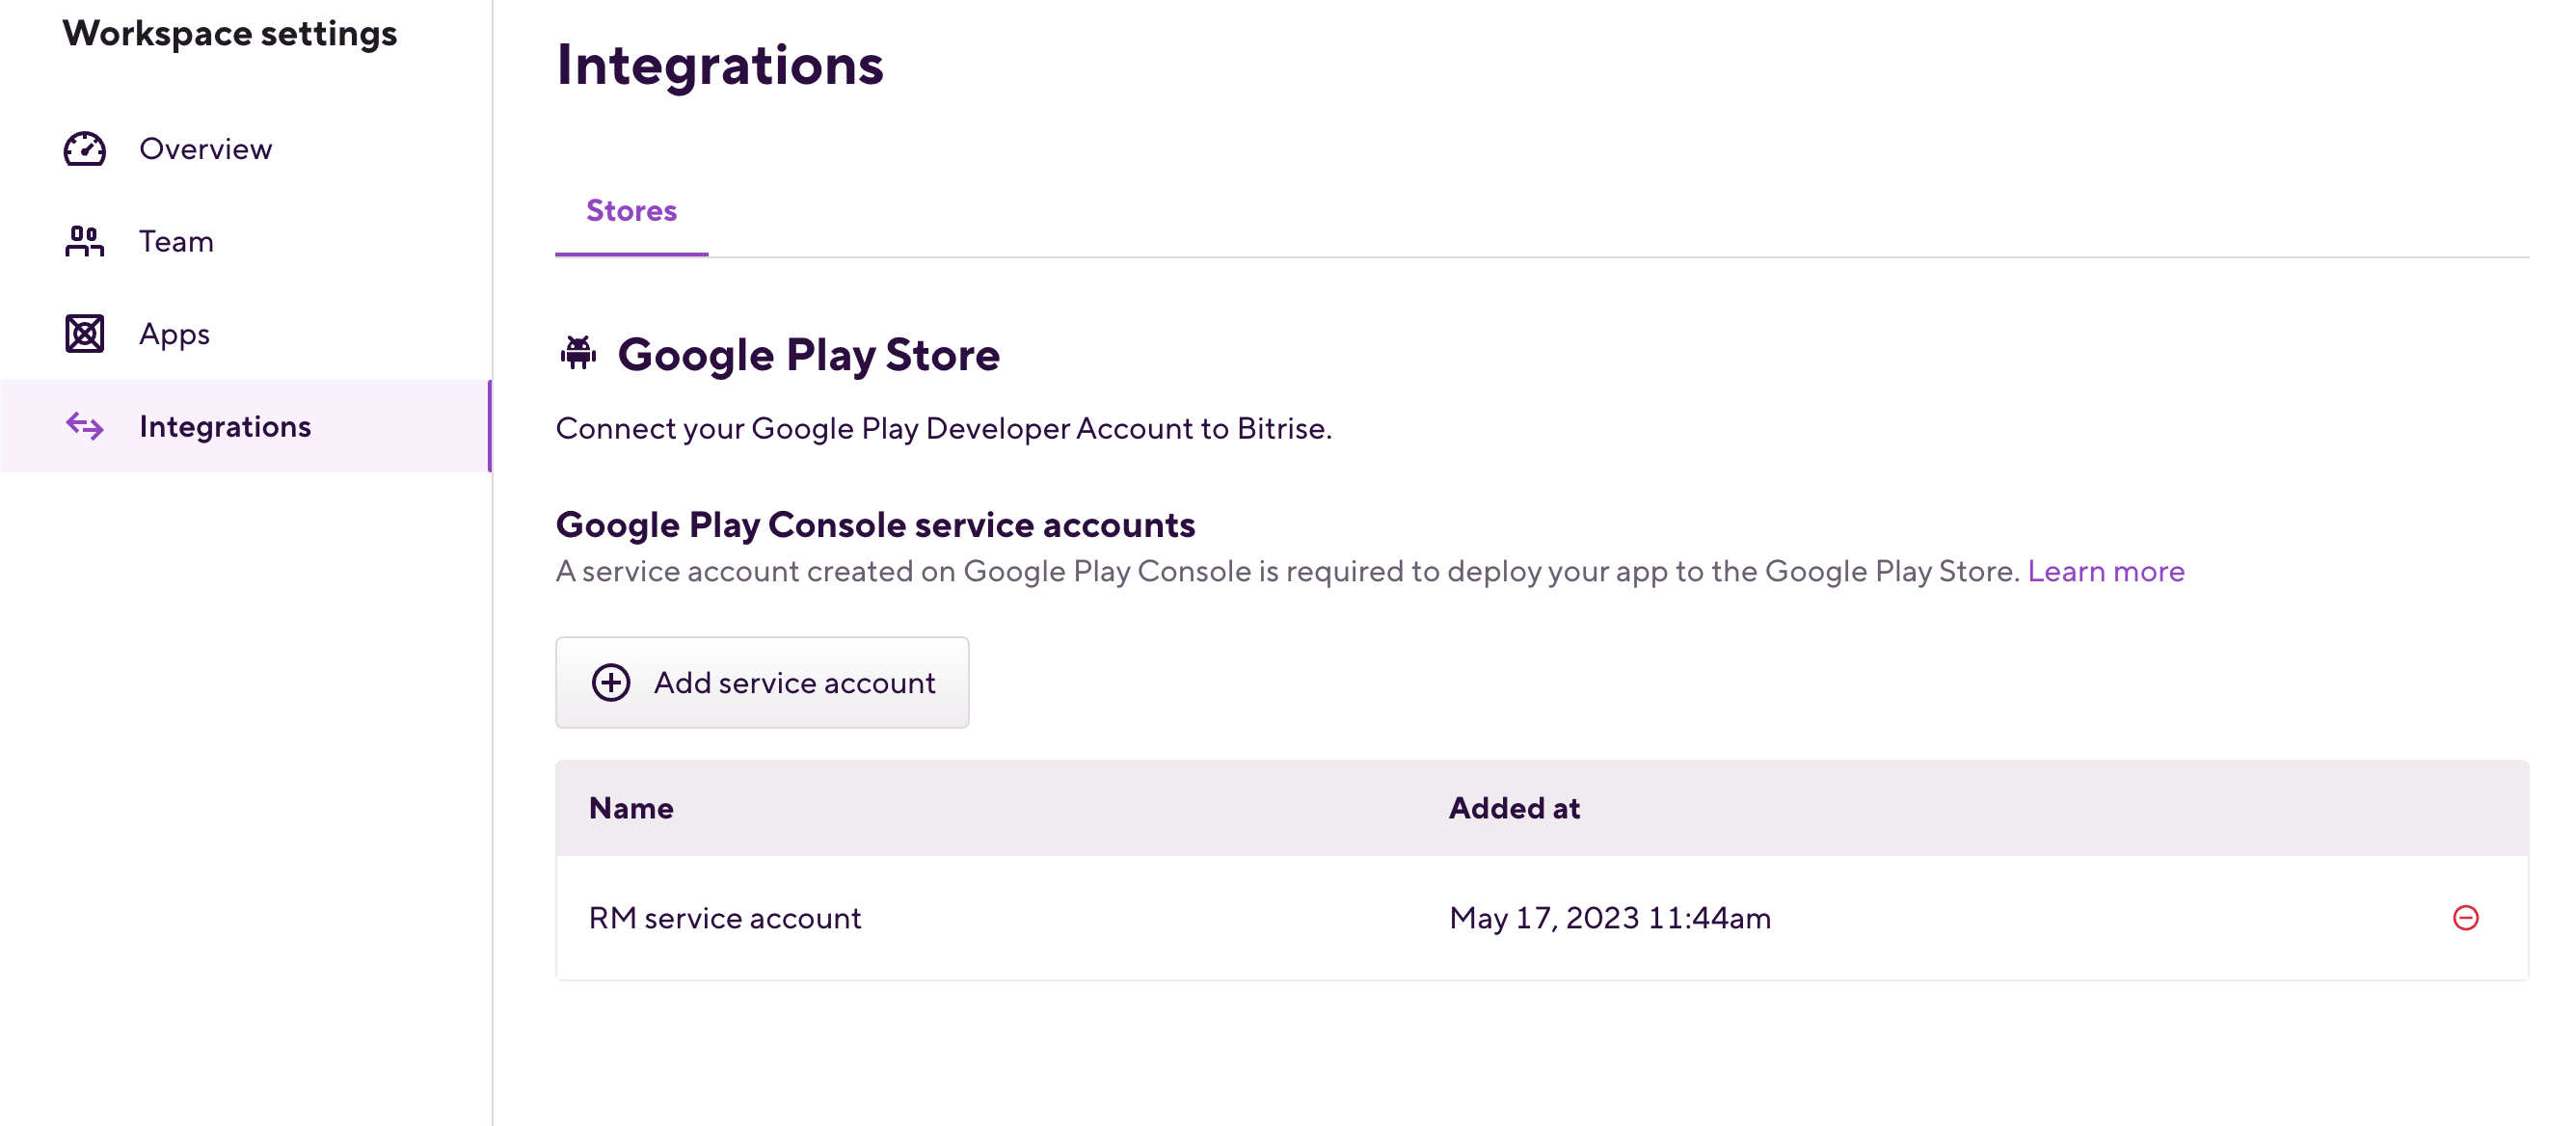 Workspace settings
Overview
Team
Apps
Integrations
Integrations
Stores
Google Play Store
Connect your Google Play Developer Account to Bitrise.
Google Play Console service accounts
A service account created on Google Play Console is required to deploy your app to the Google Play Store. Learn more
Add service account
Name Added at
RM service account May 17, 2023 11:44am